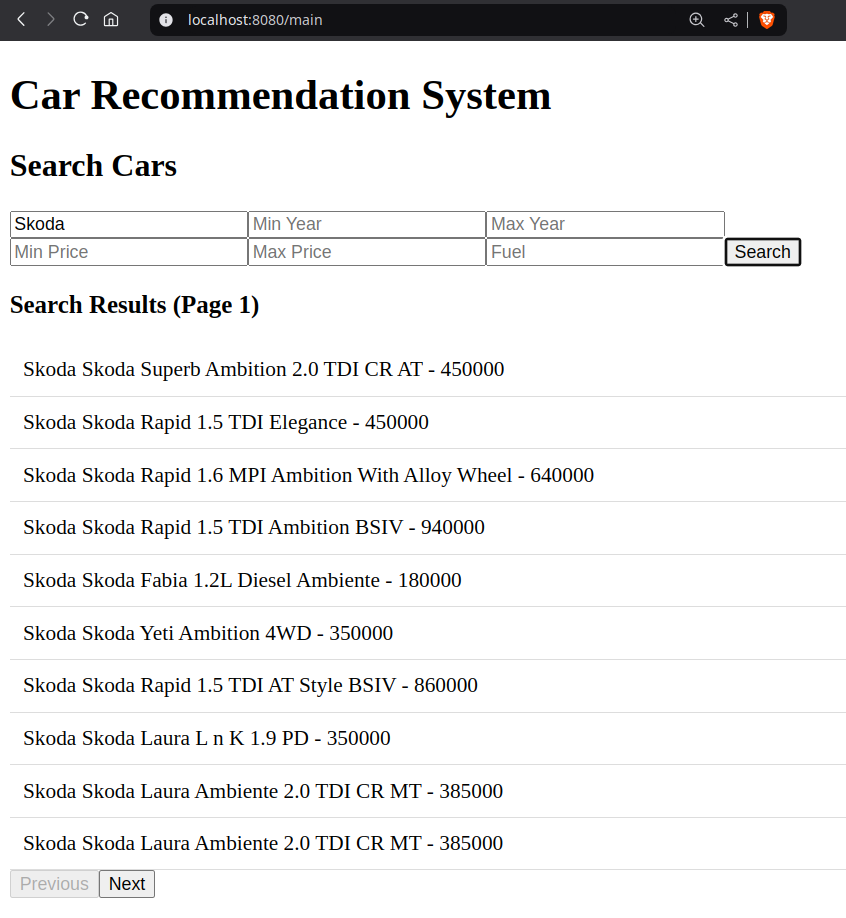 localhost:8080/main
Car Recommendation System
Search Cars
Skoda Min Year Max Year
Min Price Max Price Fuel Search
Search Results (Page 1)
Skoda Skoda Superb Ambition 2.0 TDI CR AT - 450000
Skoda Skoda Rapid 1.5 TDI Elegance - 450000
Skoda Skoda Rapid 1.6 MPI Ambition With Alloy Wheel - 640000
Skoda Skoda Rapid 1.5 TDI Ambition BSIV - 940000
Skoda Skoda Fabia 1.2L Diesel Ambiente - 180000
Skoda Skoda Yeti Ambition 4WD - 350000
Skoda Skoda Rapid 1.5 TDI AT Style BSIV - 860000
Skoda Skoda Laura L n K 1.9 PD - 350000
Skoda Skoda Laura Ambiente 2.0 TDI CR MT - 385000
Skoda Skoda Laura Ambiente 2.0 TDI CR MT - 385000
Previous Next